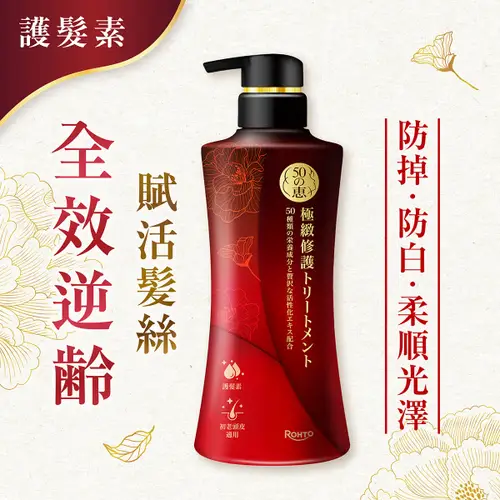 護髮素
全效逆齡
賦活髮絲
防掉·防白·柔順光澤
50の恵
極緻修護トリートメント
50種類の栄養成分と贅沢な活性化エキス配合
護髮素
初老頭皮
適用
ROHTO